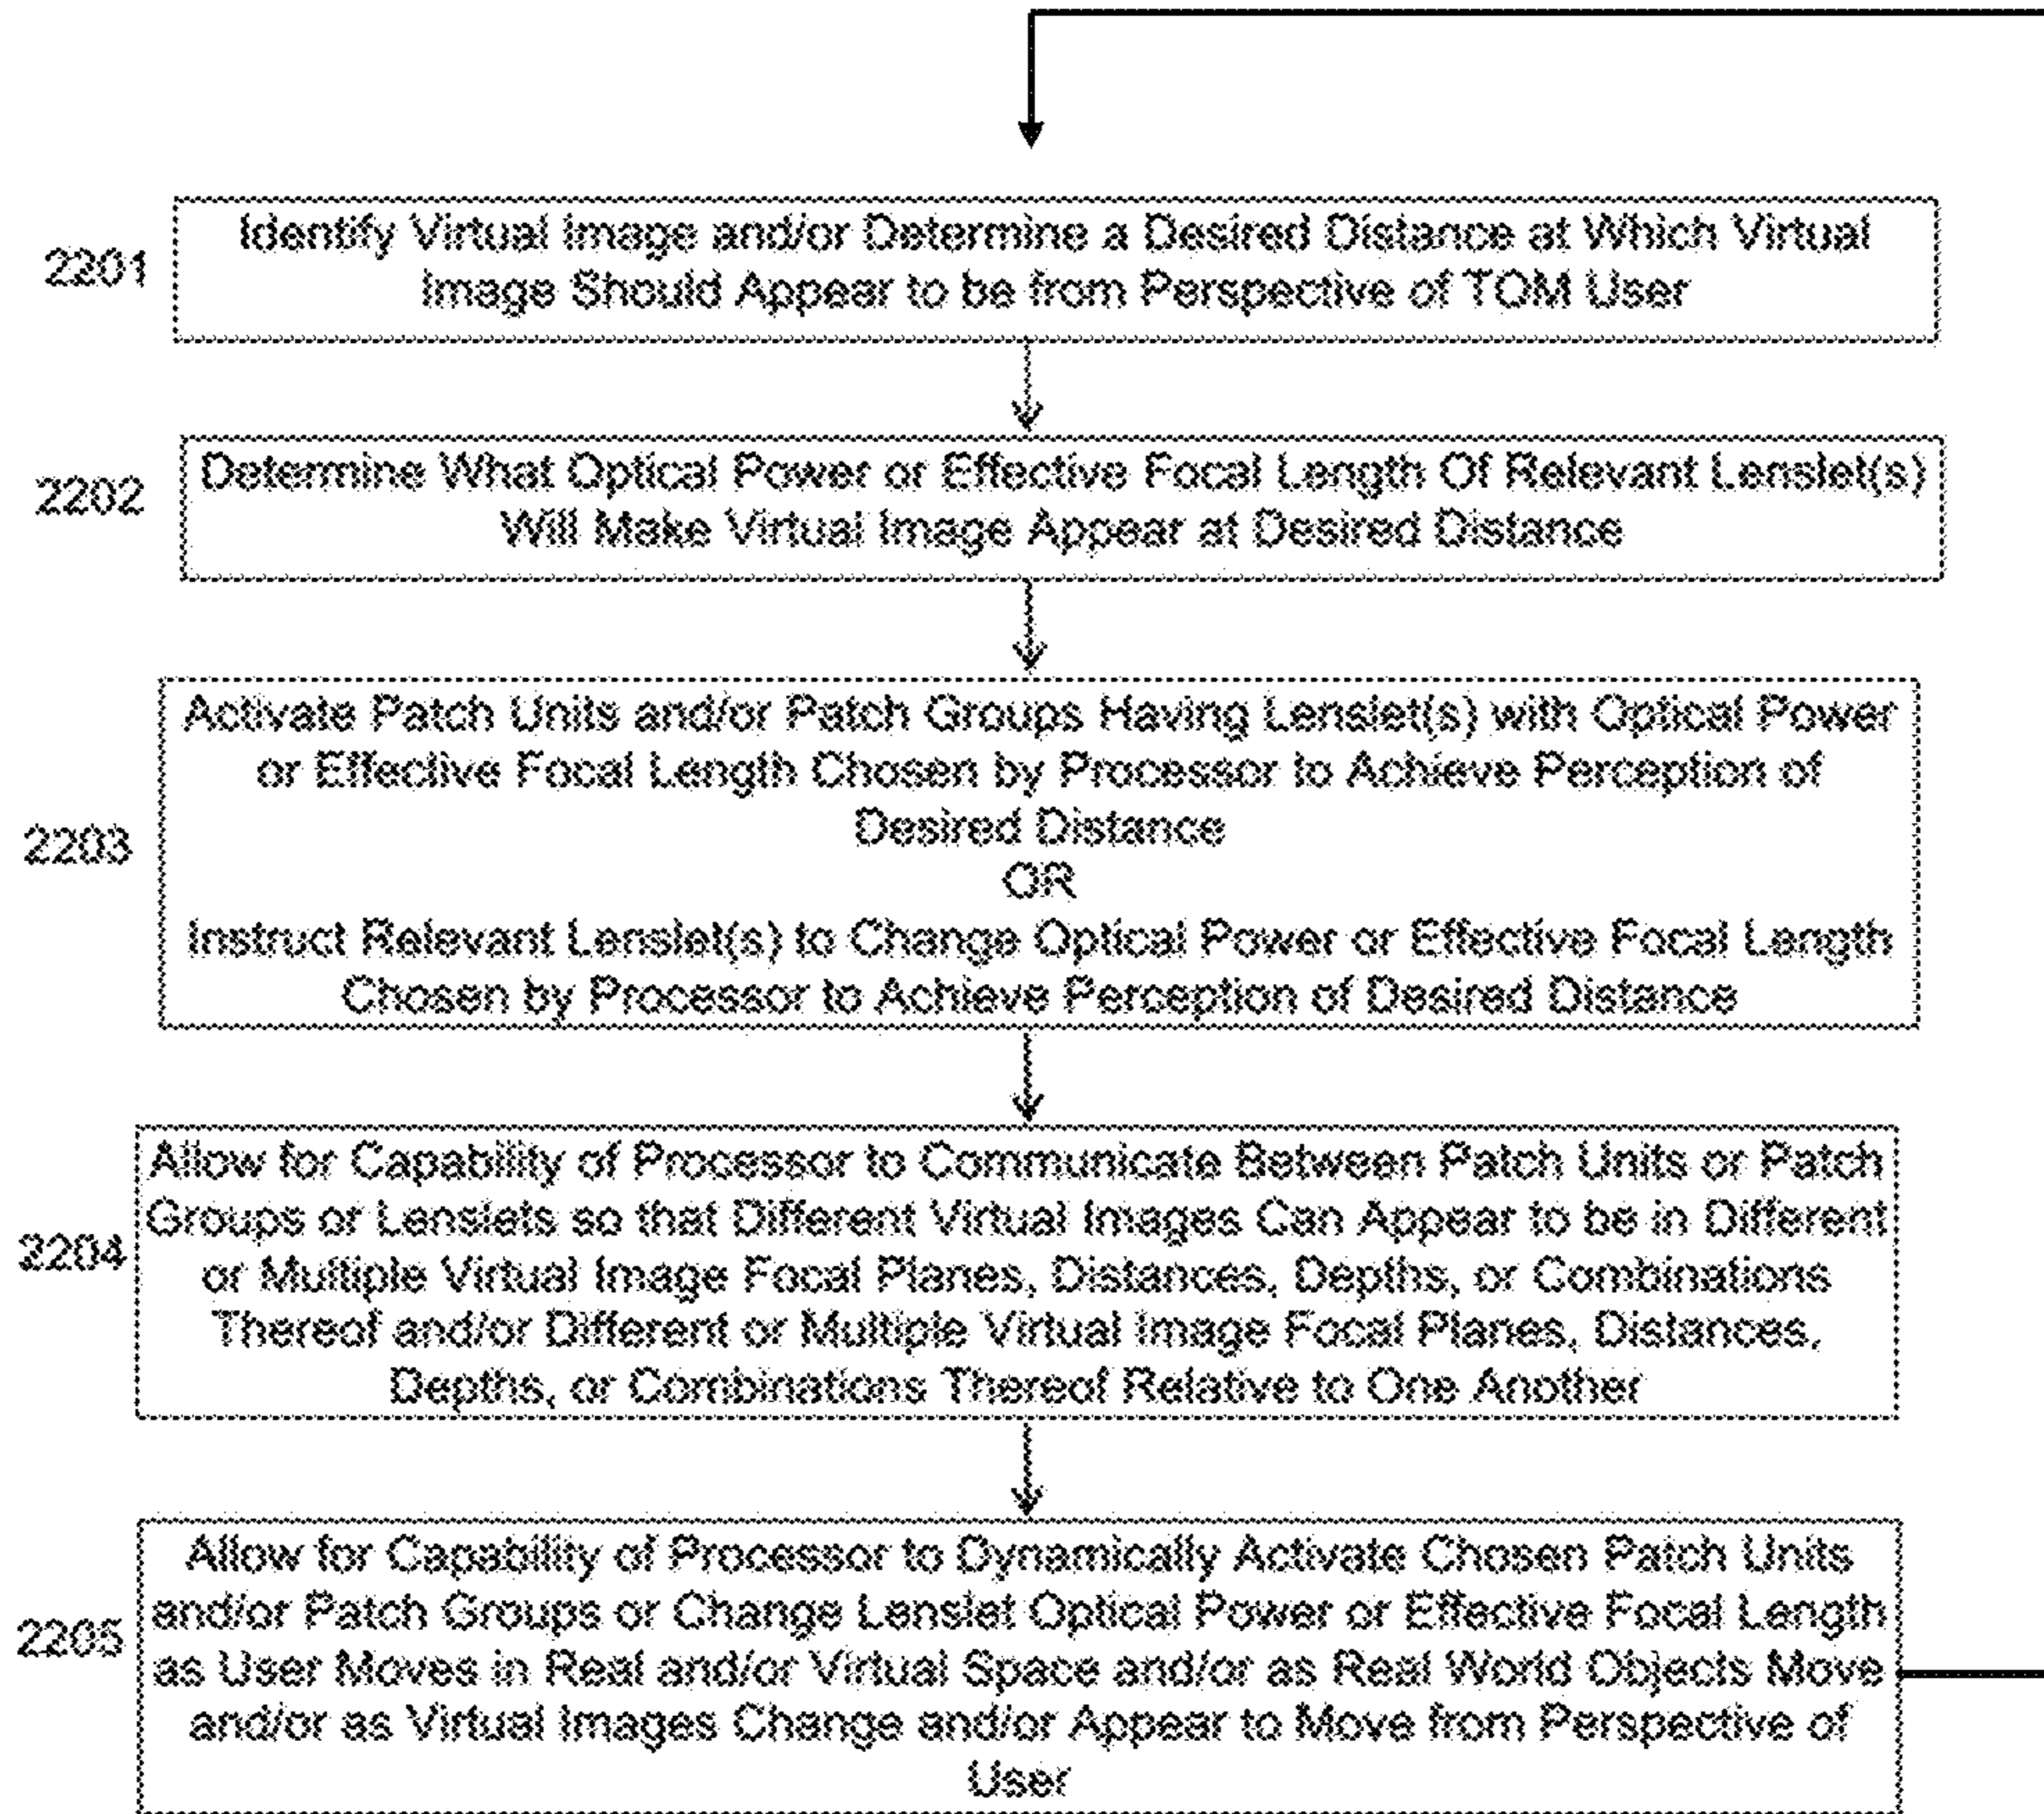 2201
Identify Virtual Image and/or Determine a Desired Distance at Which Virtual
Image Should Appear to be from Perspective of TOM User
2202
Determine What Optical Power or Effective Focal Length Of Relevant Lenslet(s)
Will Make Virtual Image Appear at Desired Distance
2203
Activate Patch Units and/or Patch Groups Having Lenslet(s) with Optical Power
or Effective Focal Length Chosen by Processor to Achieve Perception of
Desired Distance
OR
Instruct Relevant Lenslet(s) to Change Optical Power or Effective Focal Length
Chosen by Processor to Achieve Perception of Desired Distance
2204
Allow for Capability of Processor to Communicate Between Patch Units or Patch
Groups or Lenslets so that Different Virtual Images Can Appear to be in Different
or Multiple Virtual Image Focal Planes, Distances, Depths, or Combinations
Thereof and/or Different or Multiple Virtual Image Focal Planes, Distances,
Depths, or Combinations Thereof Relative to One Another
2205
Allow for Capability of Processor to Dynamically Activate Chosen Patch Units
and/or Patch Groups or Change Lenslet Optical Power or Effective Focal Length
as User Moves in Real and/or Virtual Space and/or as Real World Objects Move
and/or as Virtual Images Change and/or Appear to Move from Perspective of
User